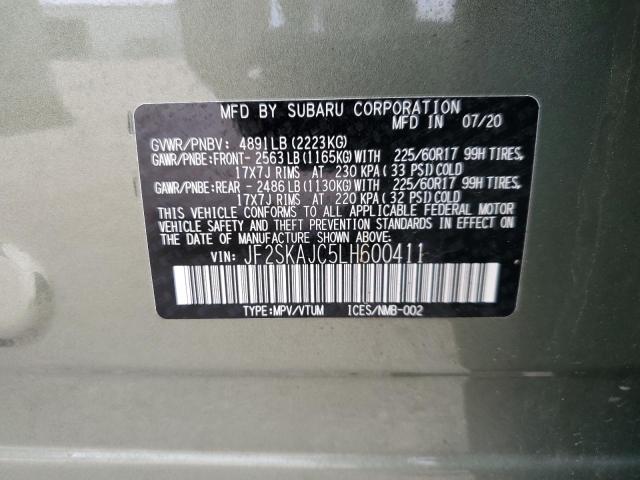 MFD BY SUBARU CORPORATION
MFD IN 07/20
GVWR/PNBV: 4891LB (2223KG)
GAWR/PNBE: FRONT- 2563LB (1165KG) WITH 225/60R17 99H TIRES,
17X7J RIMS AT 230 KPA (33 PSI) COLD
GAWR/PNBE: REAR - 2486LB (1130KG) WITH 225/60R17 99H TIRES,
17X7J RIMS AT 220 KPA (32 PSI) COLD
THIS VEHICLE CONFORMS TO ALL APPLICABLE FEDERAL MOTOR
VEHICLE SAFETY AND THEFT PREVENTION STANDARDS IN EFFECT
ON THE DATE OF MANUFACTURE SHOWN ABOVE.
VIN: JF2SKAJC5LH600411
TYPE:MPV/VTUM ICES/NMB-002